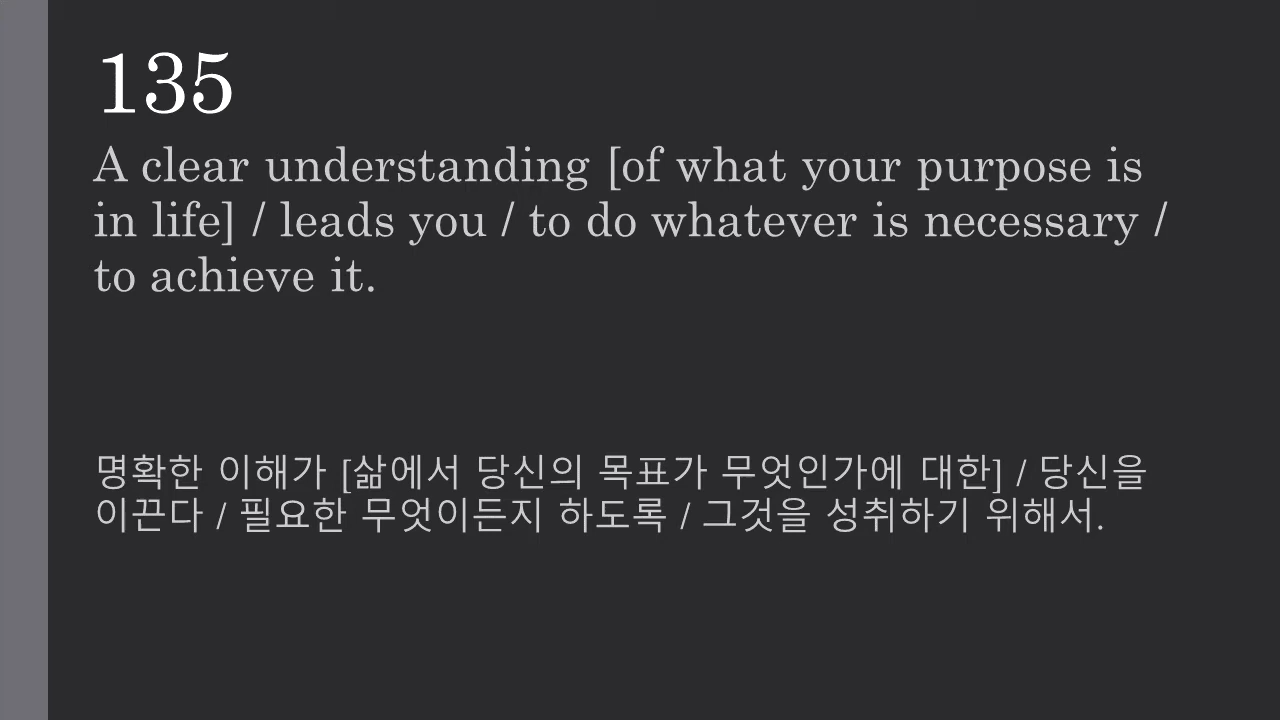 135
A clear understanding [of what your purpose is
in life] / leads you / to do whatever is necessary /
to achieve it.
명확한 이해가 [삶에서 당신의 목표가 무엇인가에 대한] / 당신을
이끈다 / 필요한 무엇이든지 하도록 / 그것을 성취하기 위해서.